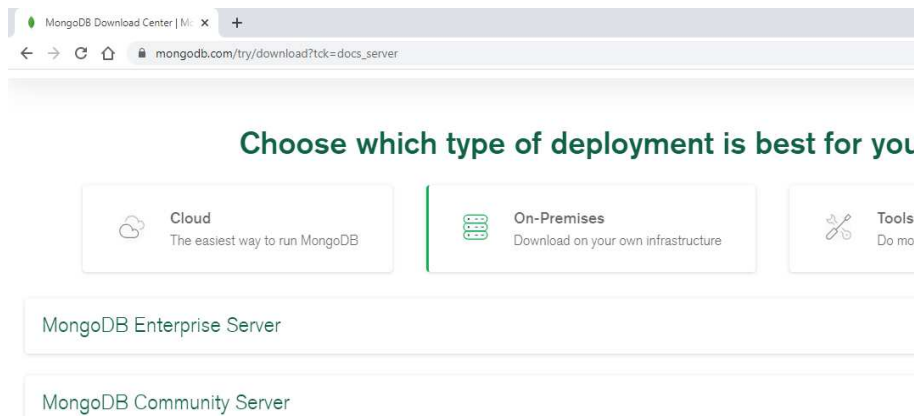 MongoDB Download Center | Mo
mongodb.com/try/download?tck=docs_server
Choose which type of deployment is best for you
Cloud
The easiest way to run MongoDB
On-Premises
Download on your own infrastructure
Tools
Do mo
MongoDB Enterprise Server
MongoDB Community Server